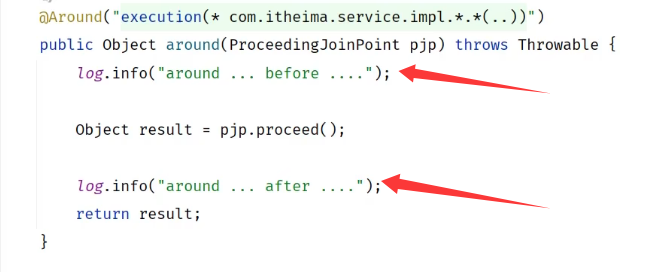 @Around("execution(* com.itheima.service.impl.*.*(..))")
public Object around(ProceedingJoinPoint pjp) throws Throwable {
log.info("around ... before ....");
Object result = pjp.proceed();
log.info("around ... after ....");
return result;
}